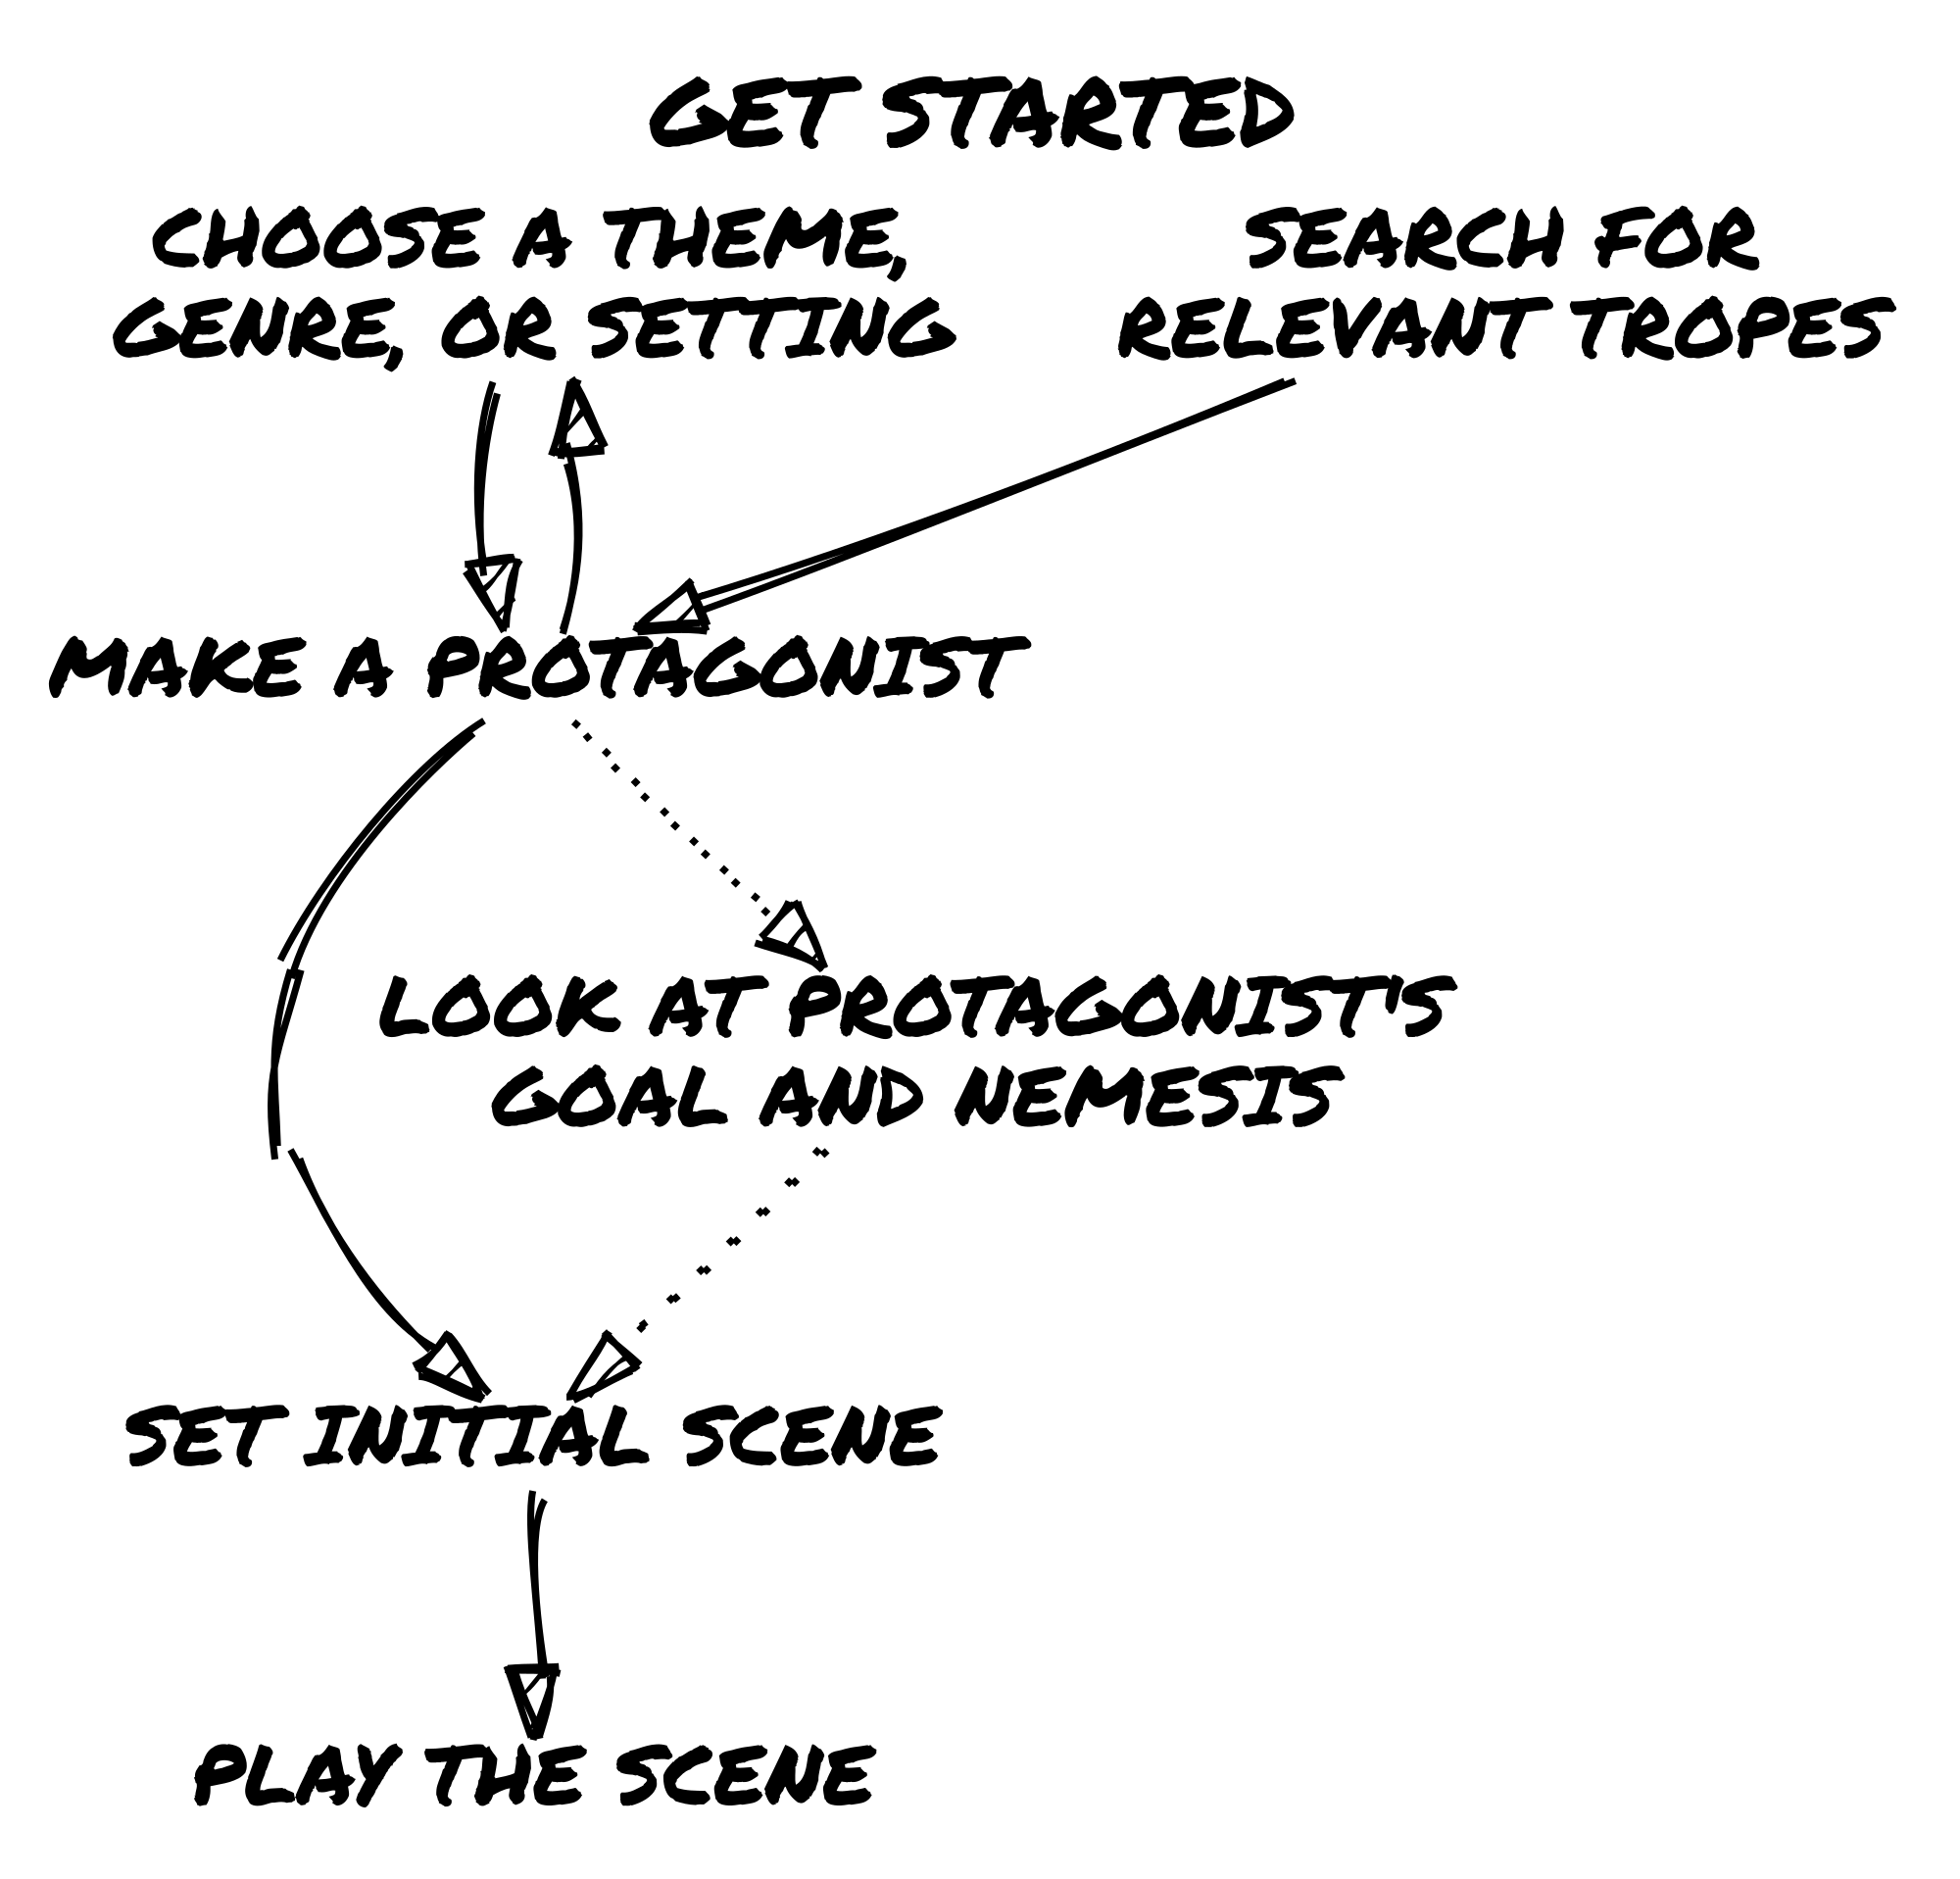 GET STARTED
CHOOSE A THEME,
GENRE, OR SETTTING
SEARCH FOR
RELEVANT TROPES
MAKE A PROTAGONIST
LOOK AT PROTAGONIST'S
GOAL AND NEMESIS
SET INITIAL SCENE
PLAY THE SCENE